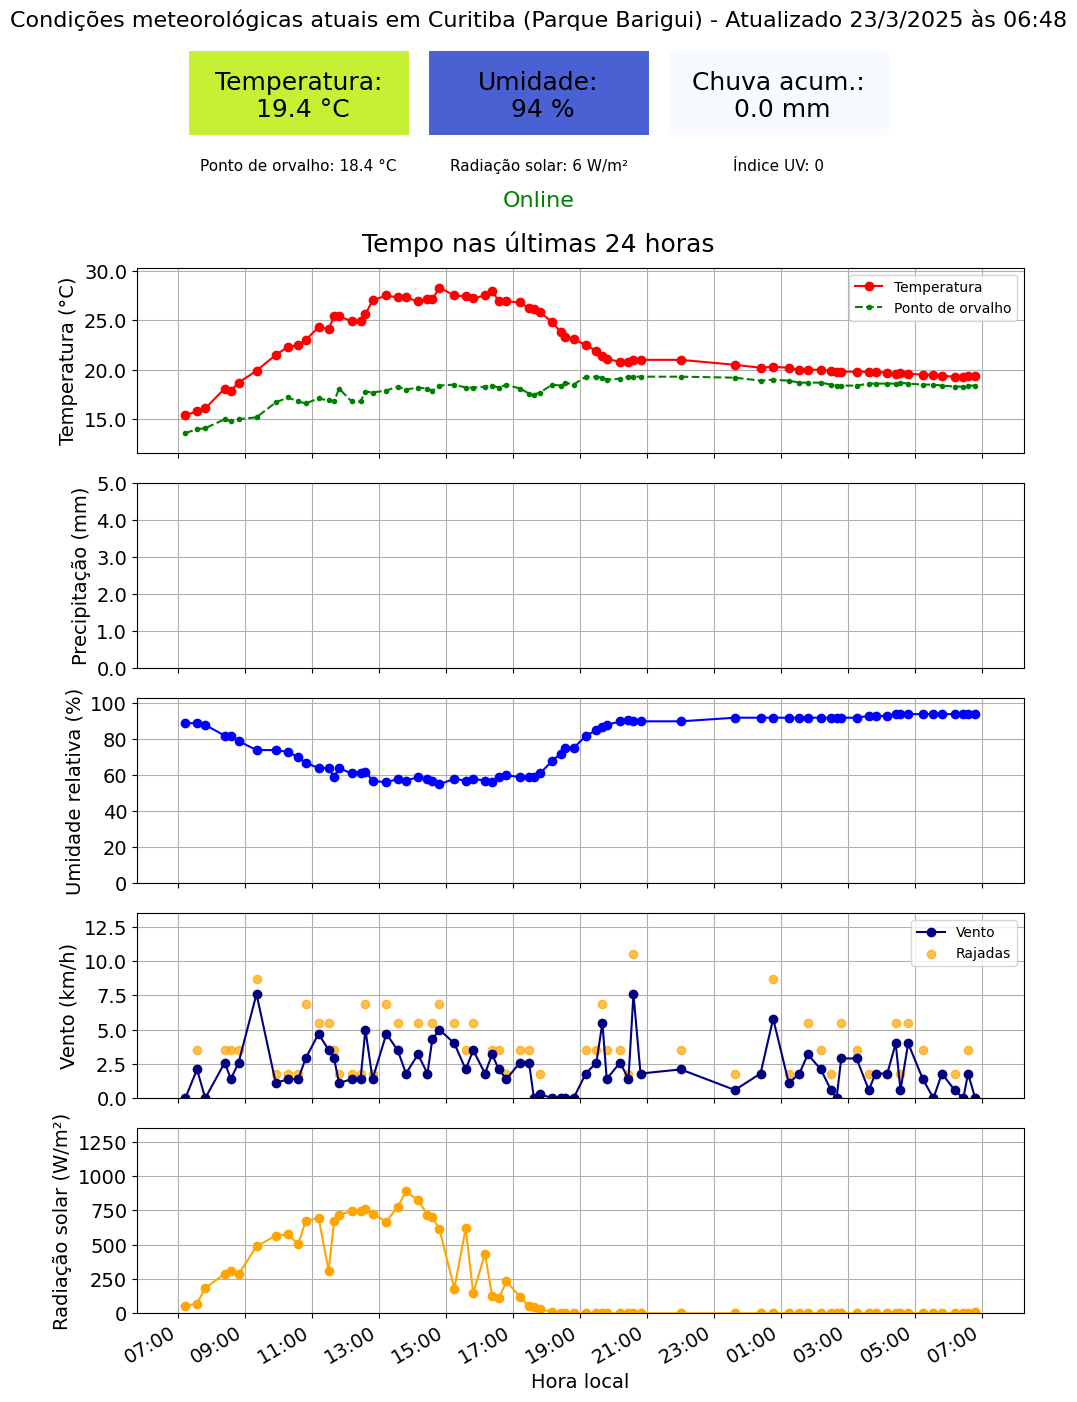 Condições meteorológicas atuais em Curitiba (Parque Barigui) - Atualizado 23/3/2025 às 06:48
Temperatura:
19.4 °C
Umidade:
94 %
Chuva acum.:
0.0 mm
Ponto de orvalho: 18.4 °C
Radiação solar: 6 W/m²
Índice UV: 0
Online
Tempo nas últimas 24 horas
Temperatura (°C)
30.0
25.0
20.0
15.0
Temperatura
Ponto de orvalho
Precipitação (mm)
5.0
4.0
3.0
2.0
1.0
0.0
Umidade relativa (%)
100
80
60
40
20
0
Vento (km/h)
12.5
10.0
7.5
5.0
2.5
0.0
Vento
Rajadas
Radiação solar (W/m²)
1250
1000
750
500
250
0
07:00
09:00
11:00
13:00
15:00
17:00
19:00
21:00
23:00
01:00
03:00
05:00
07:00
Hora local